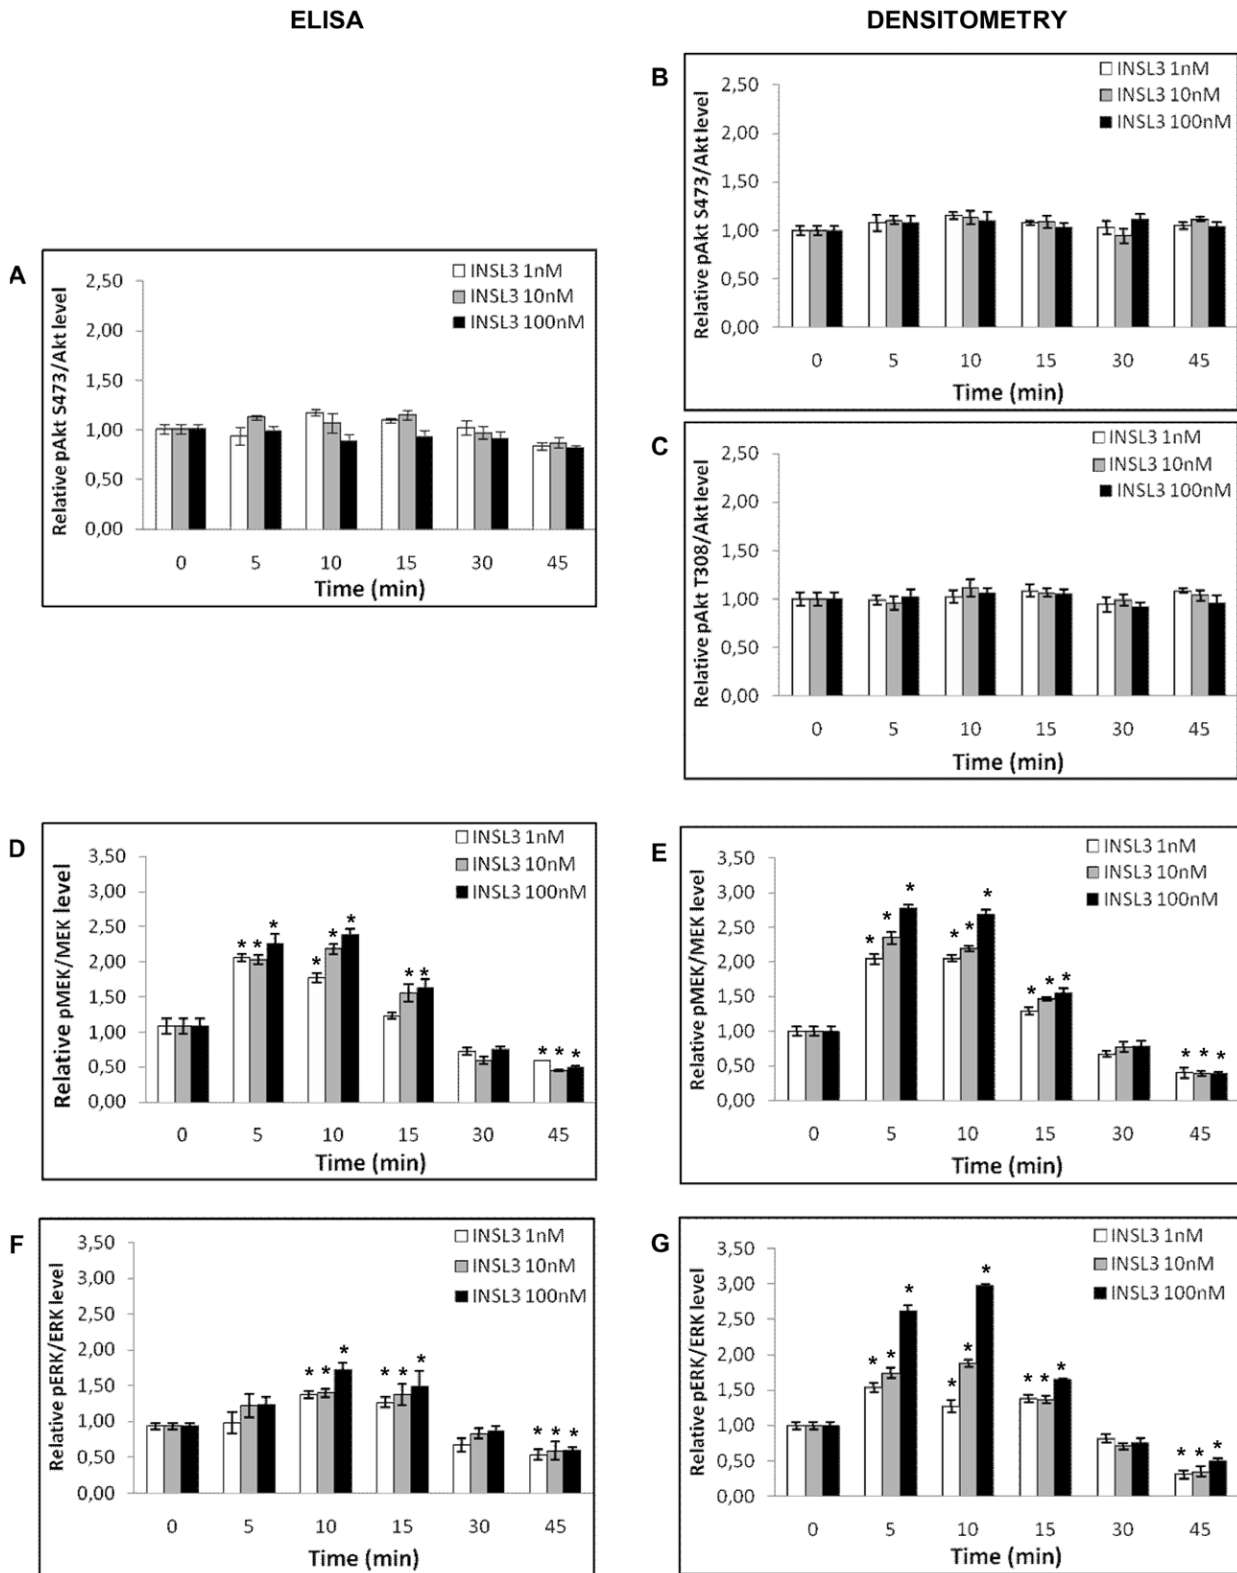 ELISA
DENSITOMETRY
A
Relative pAkt S473/Akt level
2,50
2,00
1,50
1,00
0,50
0,00
INSL3 1nM
INSL3 10nM
INSL3 100nM
0 5 10 15 30 45
Time (min)
B
Relative pAkt S473/Akt level
2,50
2,00
1,50
1,00
0,50
0,00
INSL3 1nM
INSL3 10nM
INSL3 100nM
0 5 10 15 30 45
Time (min)
C
Relative pAkt T308/Akt level
2,50
2,00
1,50
1,00
0,50
0,00
INSL3 1nM
INSL3 10nM
INSL3 100nM
0 5 10 15 30 45
Time (min)
D
Relative pMEK/MEK level
3,50
3,00
2,50
2,00
1,50
1,00
0,50
0,00
INSL3 1nM
INSL3 10nM
INSL3 100nM
* * * * * * * * * * *
0 5 10 15 30 45
Time (min)
E
Relative pMEK/MEK level
3,50
3,00
2,50
2,00
1,50
1,00
0,50
0,00
INSL3 1nM
INSL3 10nM
INSL3 100nM
* * * * * * * * * * * *
0 5 10 15 30 45
Time (min)
F
Relative pERK/ERK level
3,50
3,00
2,50
2,00
1,50
1,00
0,50
0,00
INSL3 1nM
INSL3 10nM
INSL3 100nM
* * * * * * * * *
0 5 10 15 30 45
Time (min)
G
Relative pERK/ERK level
3,50
3,00
2,50
2,00
1,50
1,00
0,50
0,00
INSL3 1nM
INSL3 10nM
INSL3 100nM
* * * * * * * * * * * *
0 5 10 15 30 45
Time (min)